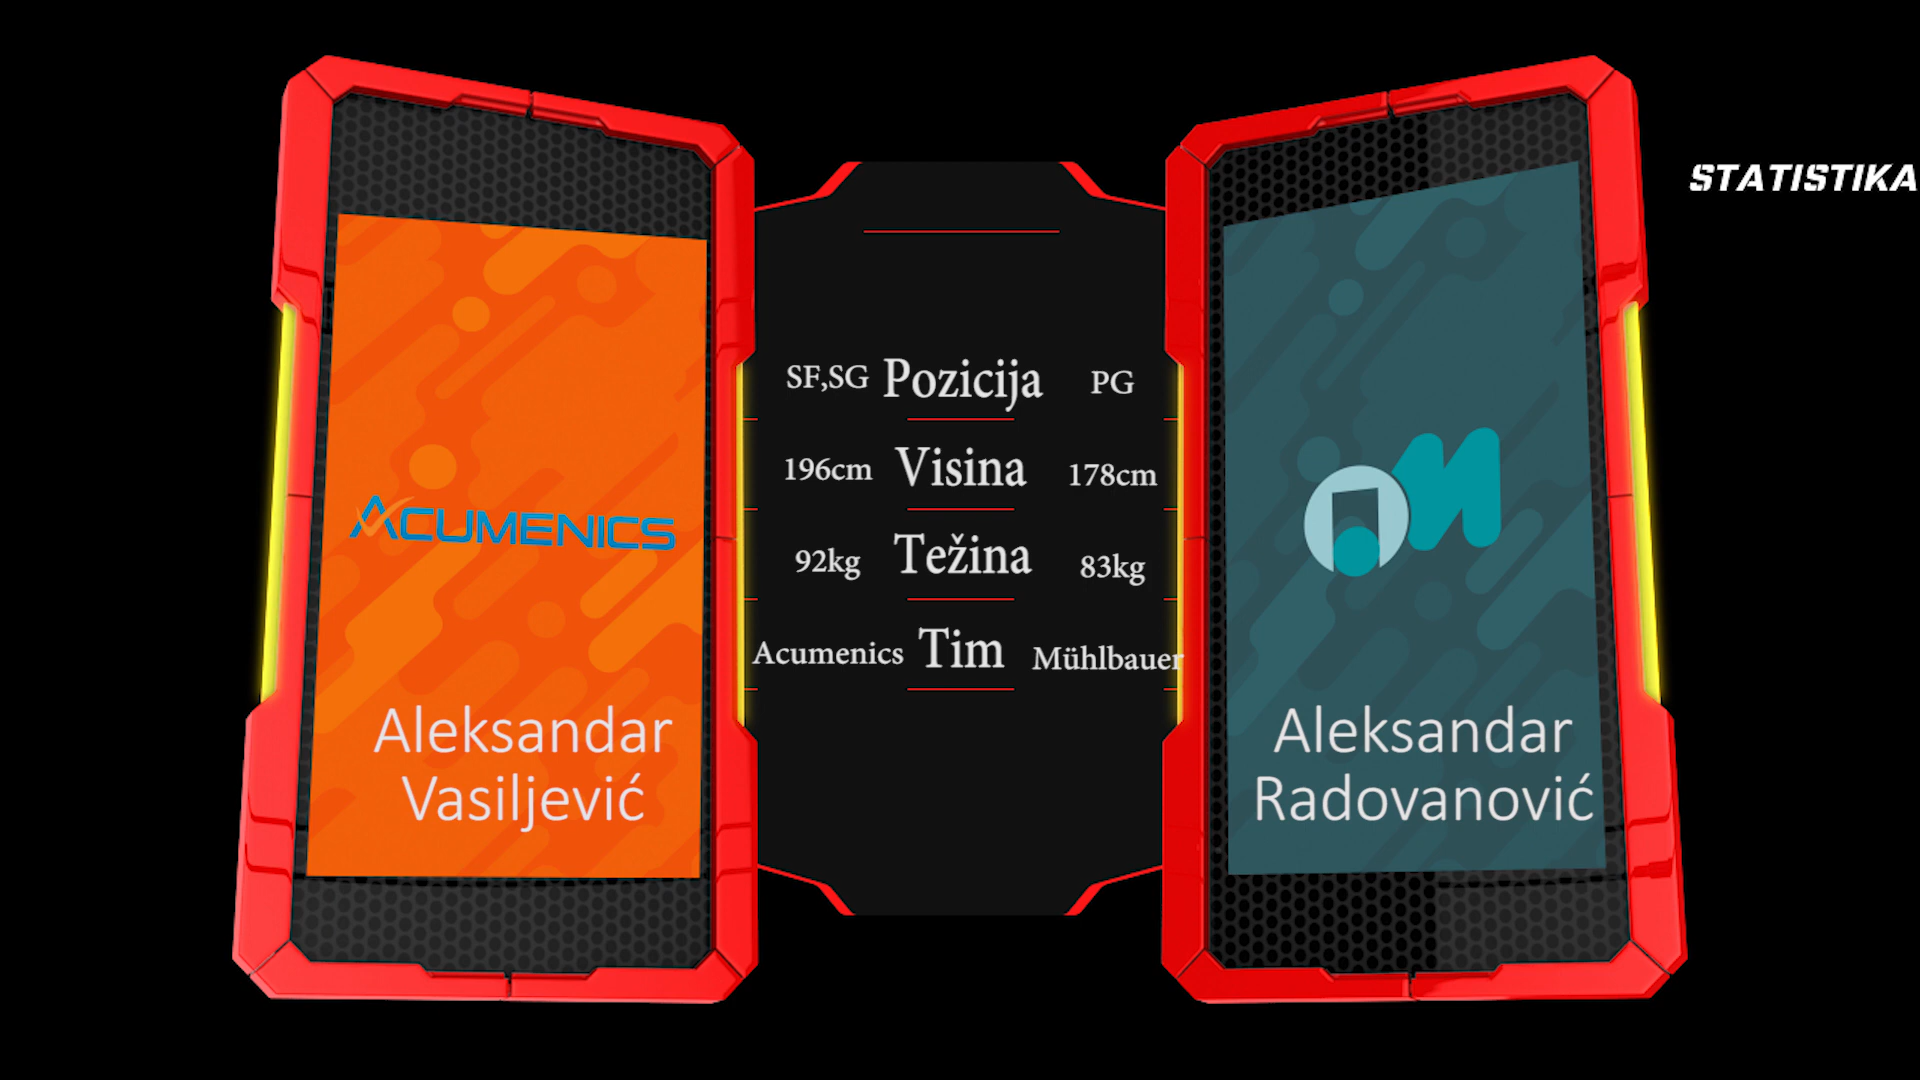 STATISTIKA
SF,SG Pozicija PG
196cm Visina 178cm
92kg Težina 83kg
Acumenics Tim Mühlbauer
ACUMENICS
Aleksandar
Vasiljević
Aleksandar
Radovanović